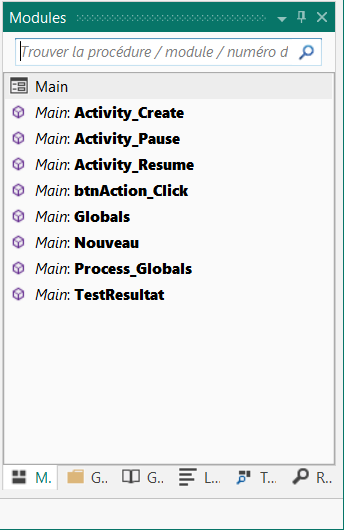 Modules
Trouver la procédure / module / numéro d
Main
Main: Activity_Create
Main: Activity_Pause
Main: Activity_Resume
Main: btnAction_Click
Main: Globals
Main: Nouveau
Main: Process_Globals
Main: TestResultat
M. G.. G.. L... T... R...